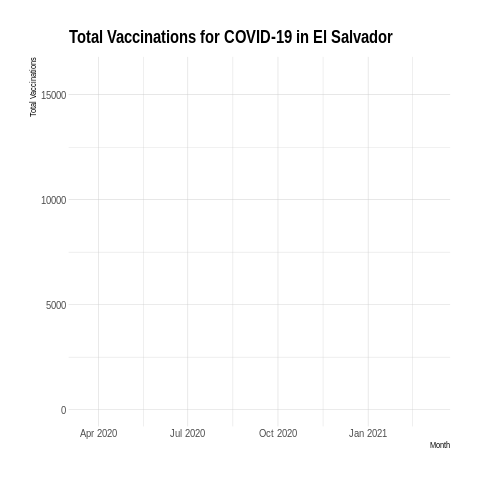 Total Vaccinations for COVID-19 in El Salvador
Total Vaccinations
15000
10000
5000
0
Apr 2020 Jul 2020 Oct 2020 Jan 2021
Month